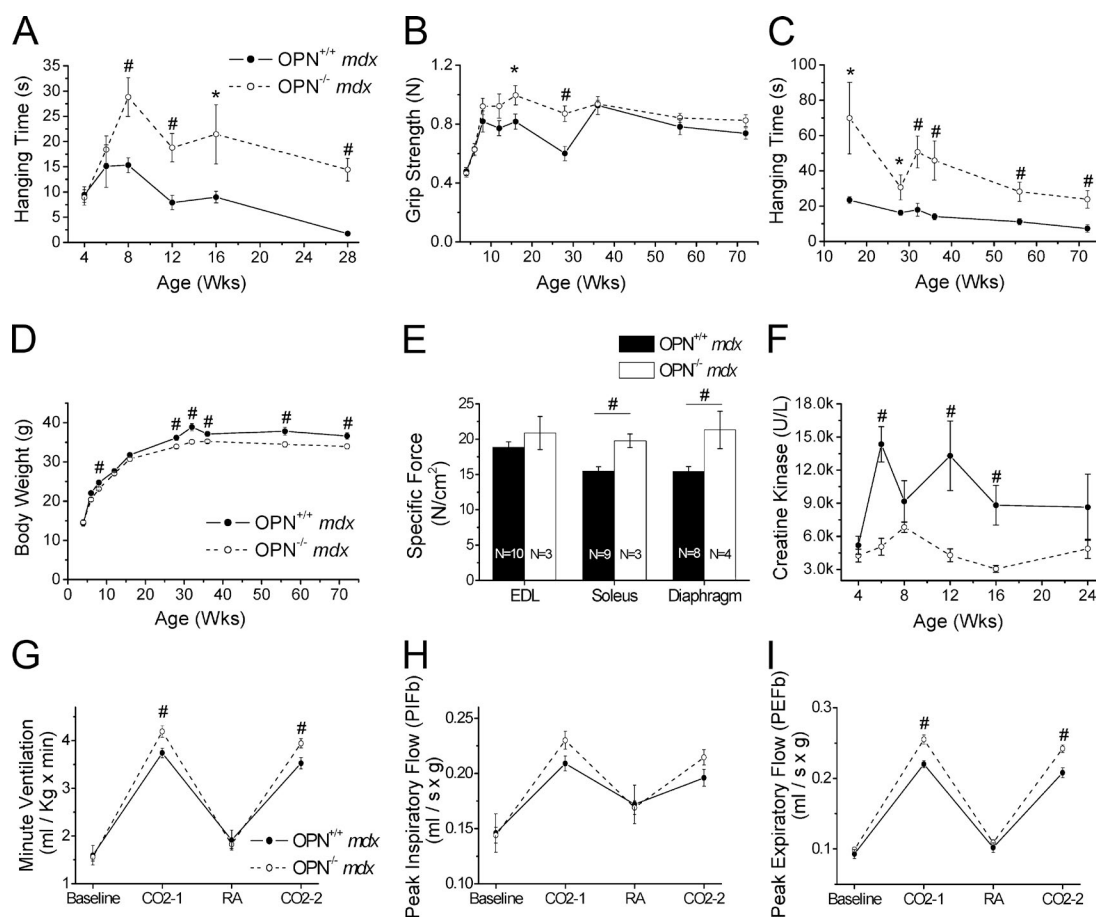 A
Hanging Time (s)
35
30
25
20
15
10
5
0
4 8 12 16 20 24 28
Age (Wks)
OPN+/+ mdx
OPN-/- mdx
# # * #
B
Grip Strength (N)
1.2
0.8
0.4
0.0
10 20 30 40 50 60 70
Age (Wks)
* #
C
Hanging Time (s)
100
80
60
40
20
0
10 20 30 40 50 60 70
Age (Wks)
* * # # # #
D
Body Weight (g)
50
40
30
20
10
0
0 10 20 30 40 50 60 70
Age (Wks)
# # # # # #
OPN+/+ mdx
OPN-/- mdx
E
OPN+/+ mdx
OPN-/- mdx
Specific Force
(N/cm²)
25
20
15
10
5
0
# #
N=10 N=3 N=9 N=3 N=8 N=4
EDL Soleus Diaphragm
F
Creatine Kinase (U/L)
18.0k
15.0k
12.0k
9.0k
6.0k
3.0k
4 8 12 16 20 24
Age (Wks)
# # #
G
Minute Ventilation
(ml / Kg x min)
4
3
2
1
Baseline CO2-1 RA CO2-2
# #
OPN+/+ mdx
OPN-/- mdx
H
Peak Inspiratory Flow (PIFb)
(ml / s x g)
0.25
0.20
0.15
0.10
Baseline CO2-1 RA CO2-2
I
Peak Expiratory Flow (PEFb)
(ml / s x g)
0.3
0.2
0.1
Baseline CO2-1 RA CO2-2
# #